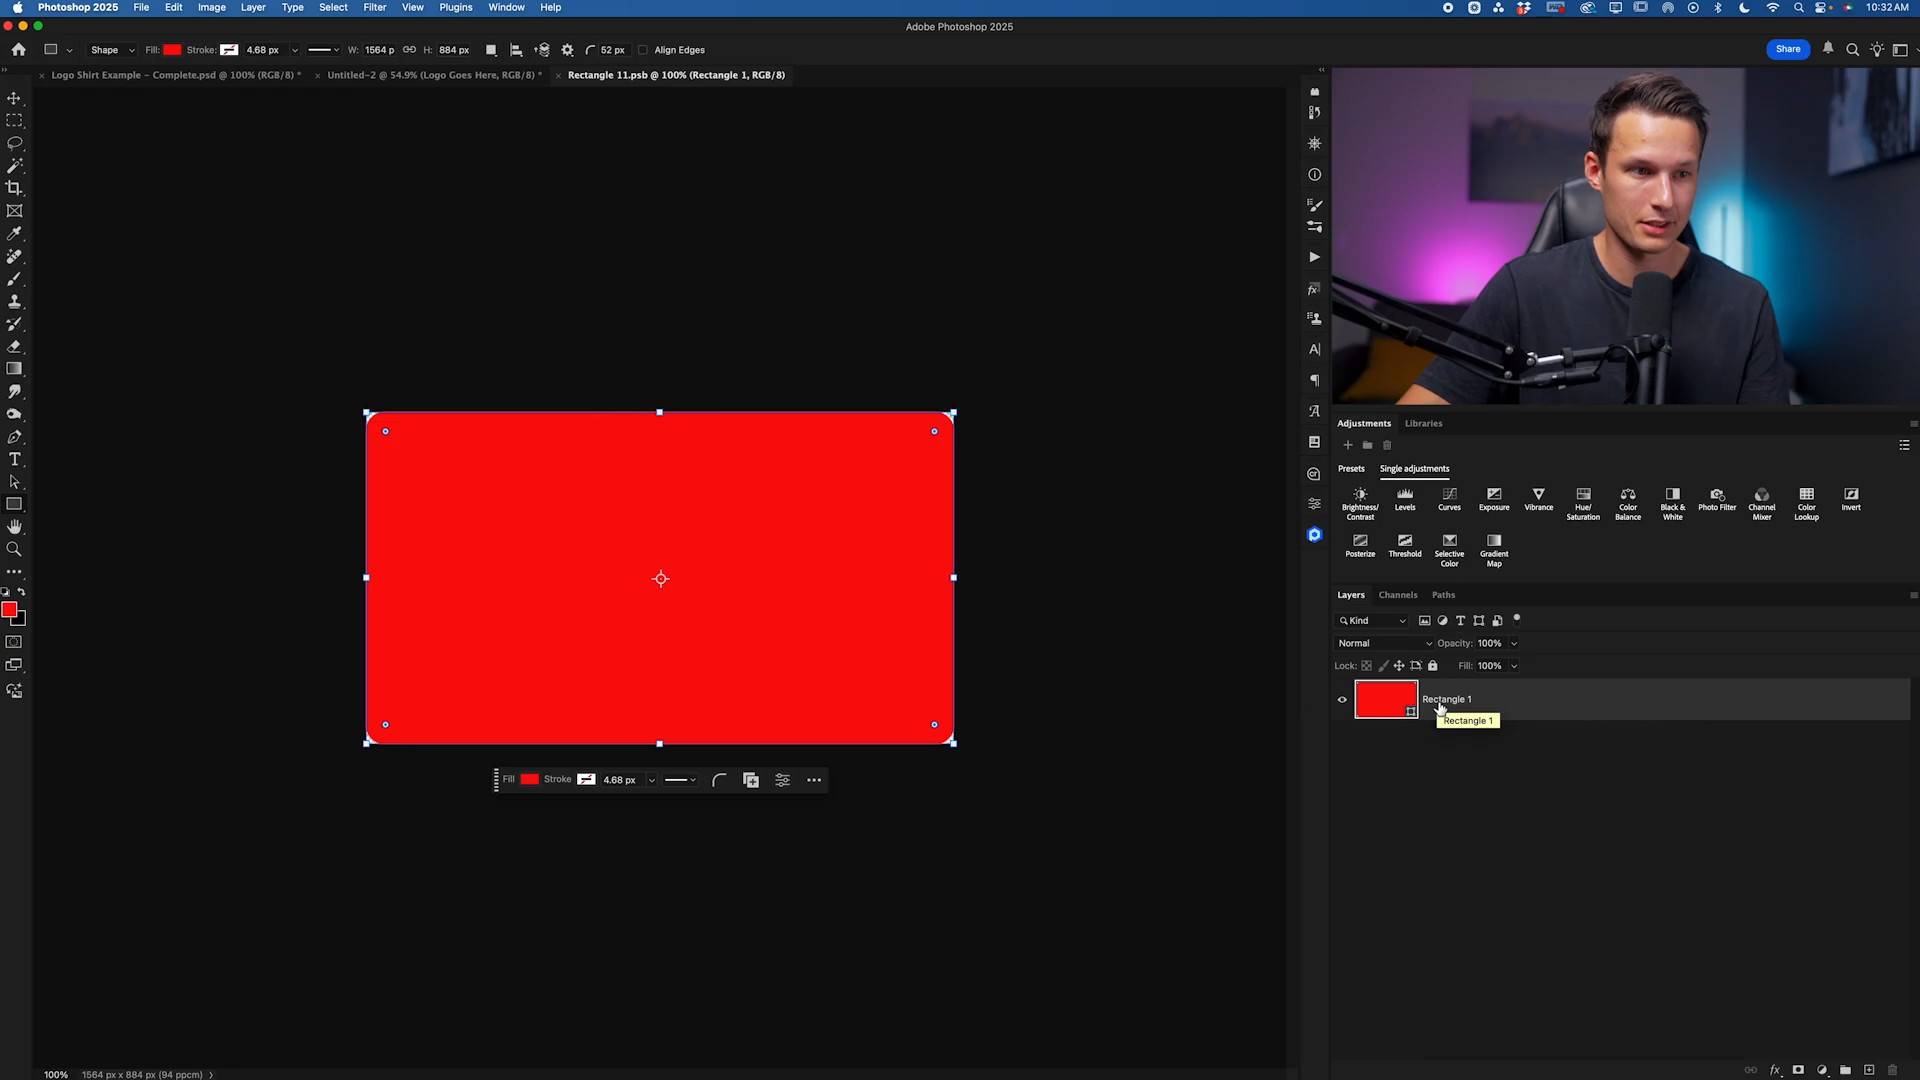 Photoshop 2025 File Edit Image Layer Type Select Filter View Plugins Window Help 10:32 AM
Adobe Photoshop 2025
Shape Fill: Stroke: 4.68 px W: 1564 p H: 884 px 52 px Align Edges Share
Logo Shirt Example - Complete.psd @ 100% (RGB/8) * Untitled-2 @ 54.9% (Logo Goes Here, RGB/8) * Rectangle 11.psb @ 100% (Rectangle 1, RGB/8)
Adjustments Libraries
Presets Single adjustments
Brightness/ Contrast Levels Curves Exposure Vibrance Hue/ Saturation Color Balance Black & White Photo Filter Channel Mixer Color Lookup Invert
Posterize Threshold Selective Color Gradient Map
Layers Channels Paths
Kind
Normal Opacity: 100%
Lock: Fill: 100%
Rectangle 1
Rectangle 1
Fill Stroke 4.68 px
100% 1564 px x 884 px (94 ppcm)